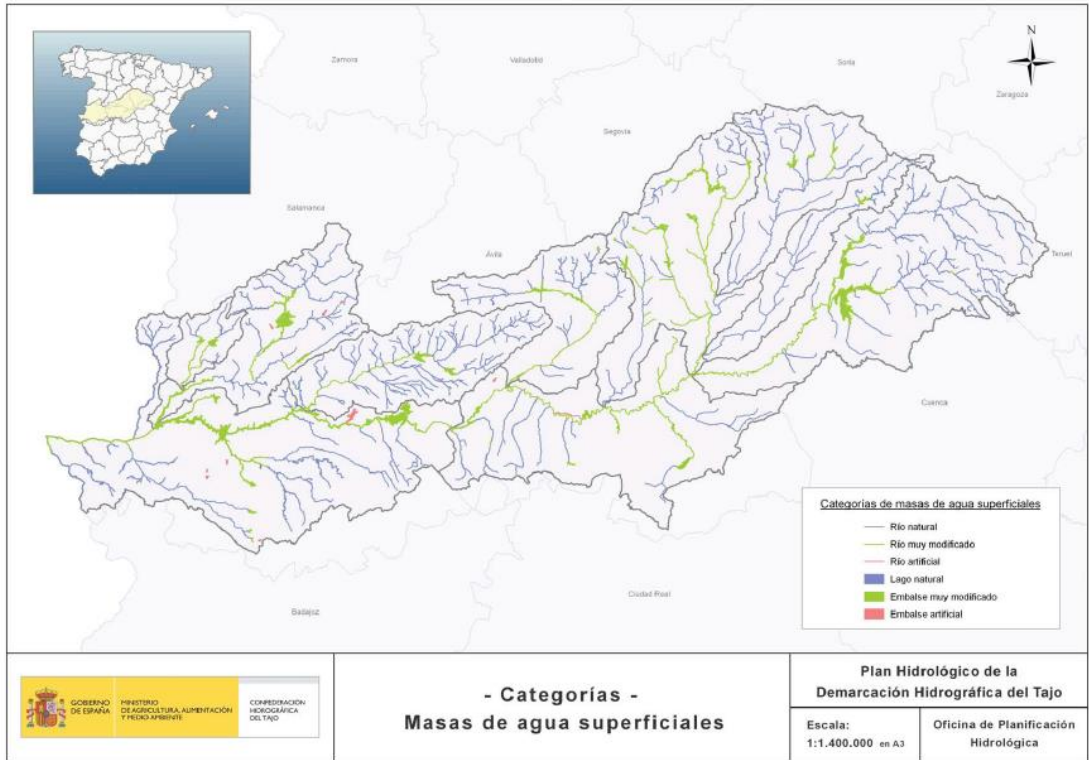 N
Zamora
Valladolid
Soria
Zaragoza
Segovia
Salamanca
Ávila
Teruel
Cuenca
Badajoz
Ciudad Real
Categorías de masas de agua superficiales
Río natural
Río muy modificado
Río artificial
Lago natural
Embalse muy modificado
Embalse artificial
GOBIERNO
DE ESPAÑA
MINISTERIO
DE AGRICULTURA, ALIMENTACIÓN
Y MEDIO AMBIENTE
CONFEDERACIÓN
HIDROGRÁFICA
DEL TAJO
- Categorías -
Masas de agua superficiales
Plan Hidrológico de la
Demarcación Hidrográfica del Tajo
Escala:
1:1.400.000 en A3
Oficina de Planificación
Hidrológica